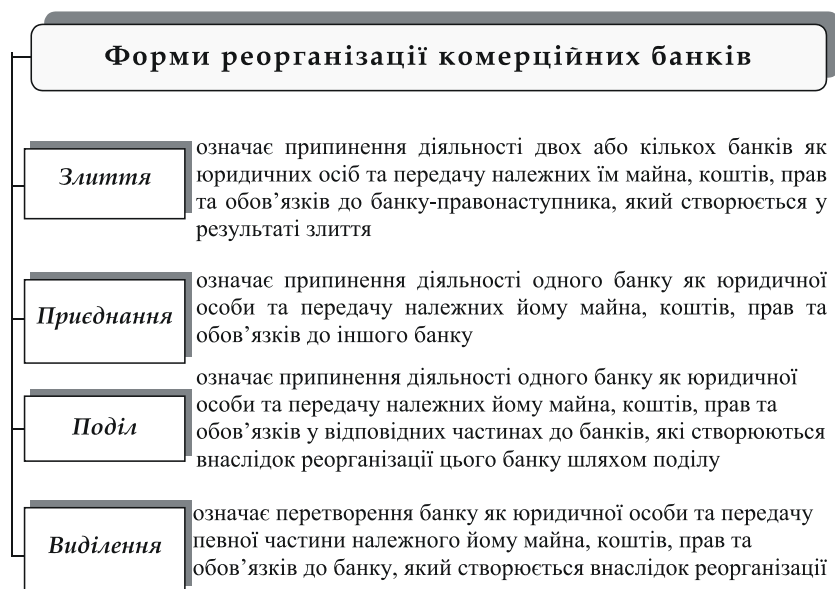 Форми реорганізації комерційних банків
Злиття
означає припинення діяльності двох або кількох банків як
юридичних осіб та передачу належних їм майна, коштів, прав
та обов’язків до банку-правонаступника, який створюється у
результаті злиття
Приєднання
означає припинення діяльності одного банку як юридичної
особи та передачу належних йому майна, коштів, прав та
обов’язків до іншого банку
Поділ
означає припинення діяльності одного банку як юридичної
особи та передачу належних йому майна, коштів, прав та
обов’язків у відповідних частинах до банків, які створюються
внаслідок реорганізації цього банку шляхом поділу
Виділення
означає перетворення банку як юридичної особи та передачу
певної частини належного йому майна, коштів, прав та
обов’язків до банку, який створюється внаслідок реорганізації